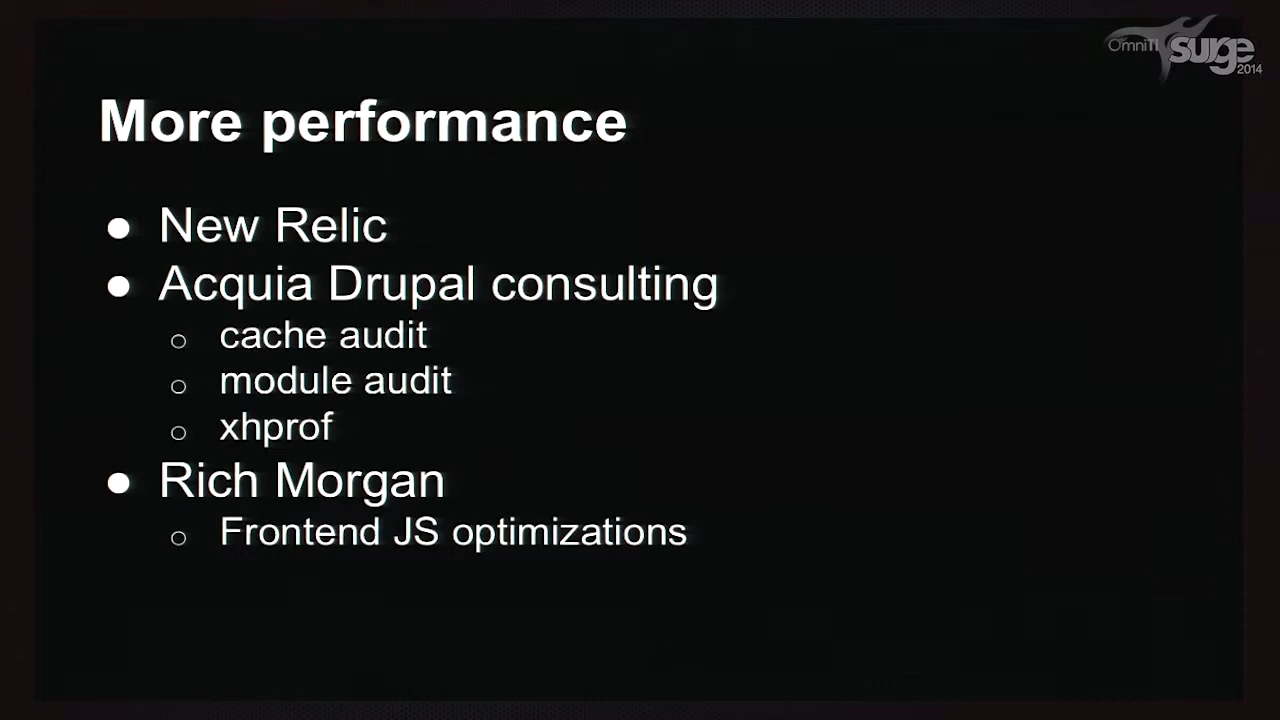 OmniTI surge 2014
More performance
● New Relic
● Acquia Drupal consulting
○ cache audit
○ module audit
○ xhprof
● Rich Morgan
○ Frontend JS optimizations